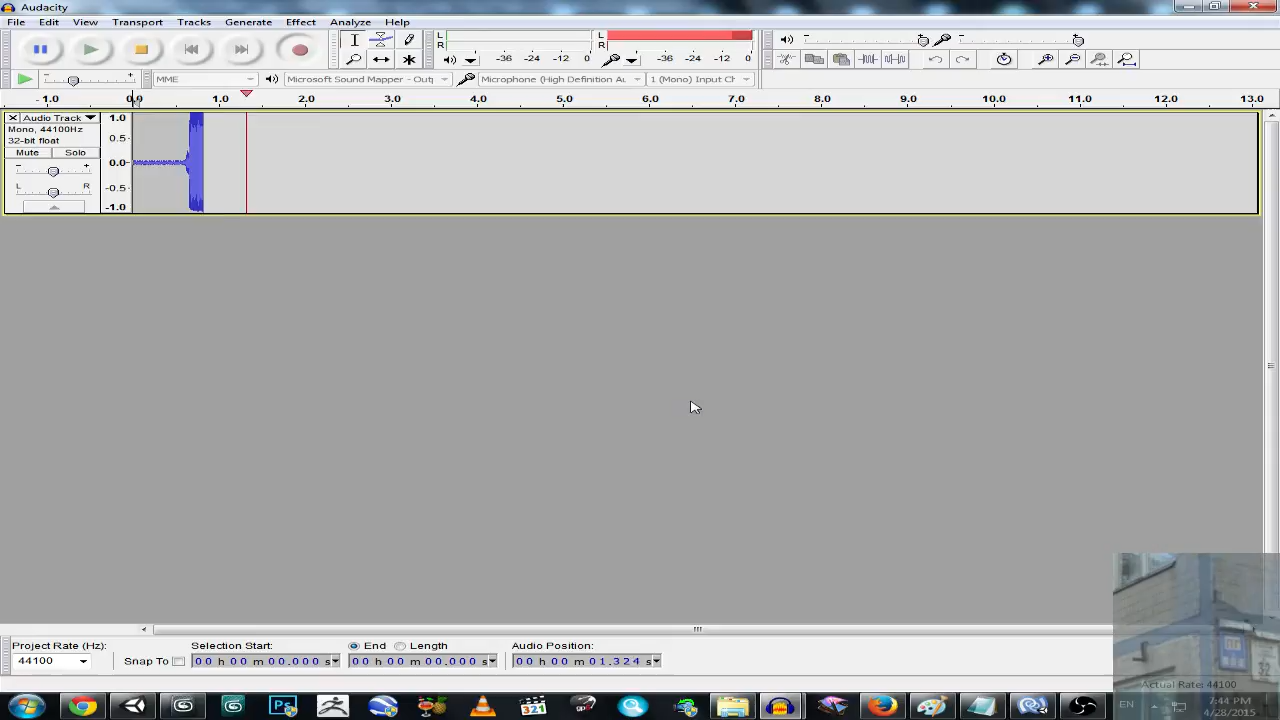 Audacity
File Edit View Transport Tracks Generate Effect Analyze Help
L R -36 -24 -12 0 L R -36 -24 -12 0
MME Microsoft Sound Mapper - Outp Microphone (High Definition Au 1 (Mono) Input Ch
-1.0 0.0 1.0 2.0 3.0 4.0 5.0 6.0 7.0 8.0 9.0 10.0 11.0 12.0 13.0
Audio Track 1.0
Mono, 44100Hz
32-bit float 0.5
Mute Solo 0.0
L R -0.5
-1.0
Project Rate (Hz): Selection Start: End Length Audio Position:
44100 Snap To 00 h 00 m 00.000 s 00 h 00 m 00.000 s 00 h 00 m 01.324 s
32
Actual Rate: 44100
Ps 321 gp EN 7:44 PM
4/28/2015